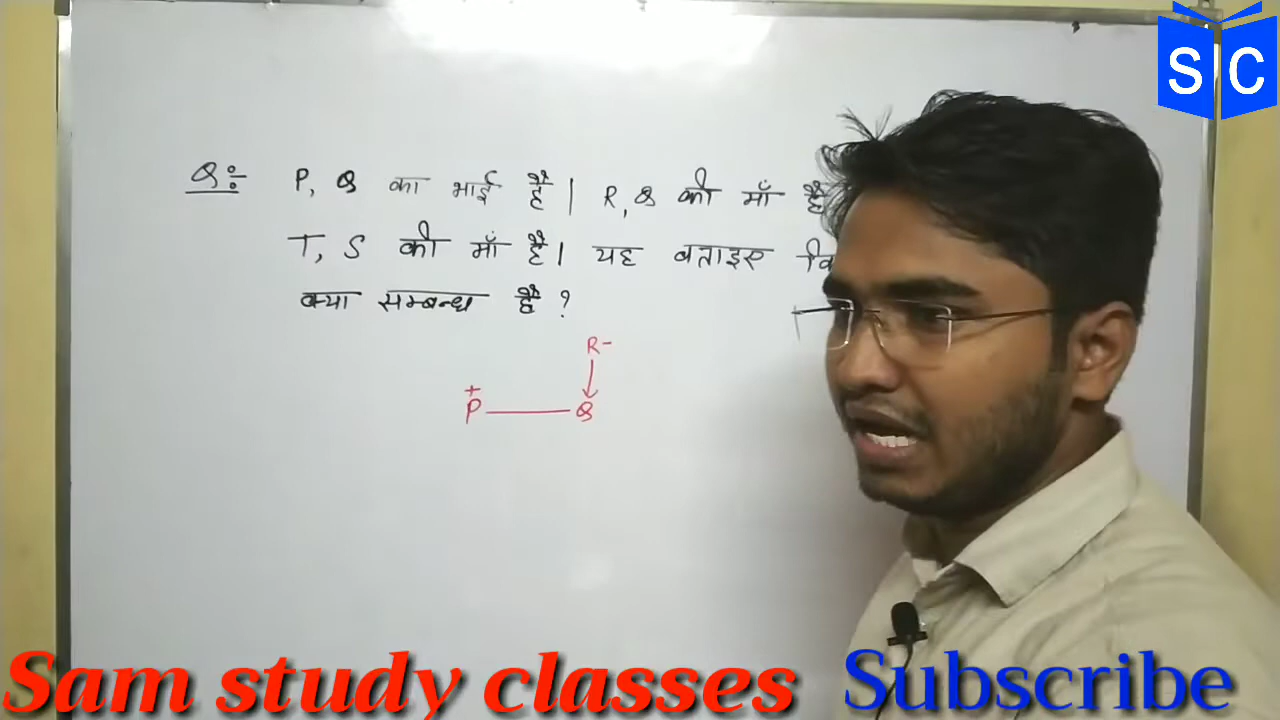 SC
Q: P, Q का भाई है | R, Q की माँ है
T, S की माँ है | यह बताइए कि
क्या सम्बन्ध है ?
R-
+
P Q
Sam study classes Subscribe